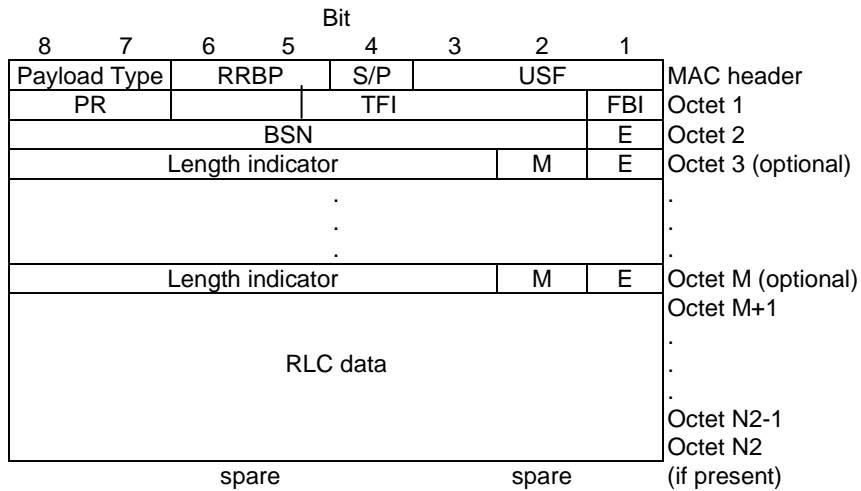 Bit
8 7 6 5 4 3 2 1
Payload Type RRBP S/P USF MAC header
PR TFI FBI Octet 1
BSN E Octet 2
Length indicator M E Octet 3 (optional)
. .
. .
. .
Length indicator M E Octet M (optional)
Octet M+1
.
RLC data .
.
Octet N2-1
Octet N2
spare spare (if present)